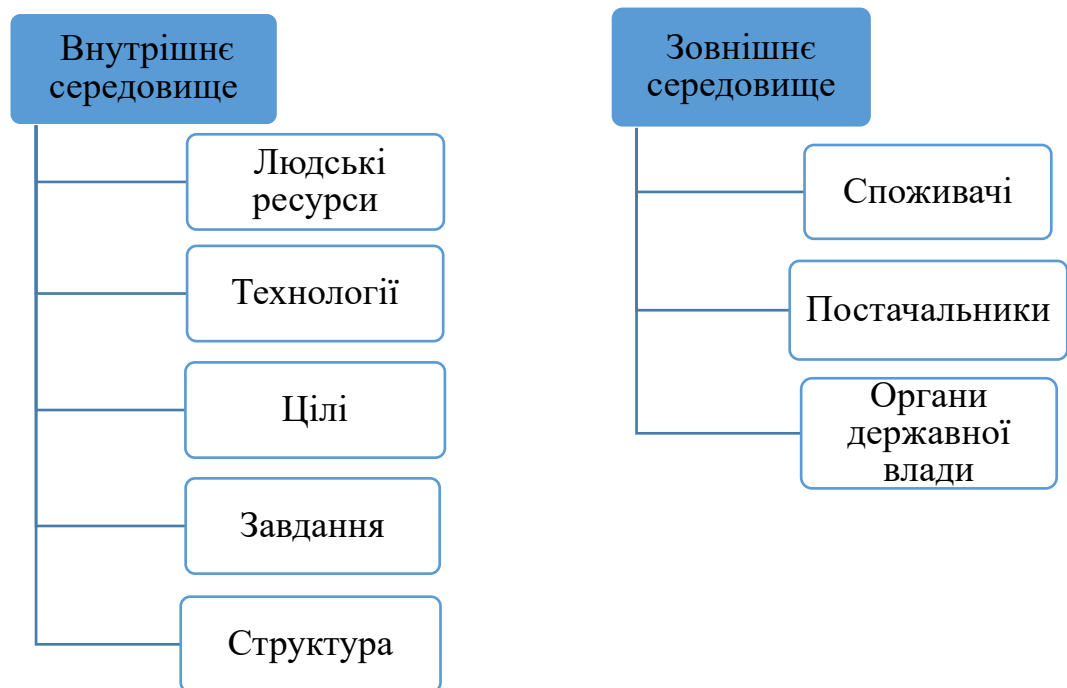 Внутрішнє
середовище
Людські
ресурси
Технології
Цілі
Завдання
Структура
Зовнішнє
середовище
Споживачі
Постачальники
Органи
державної
влади